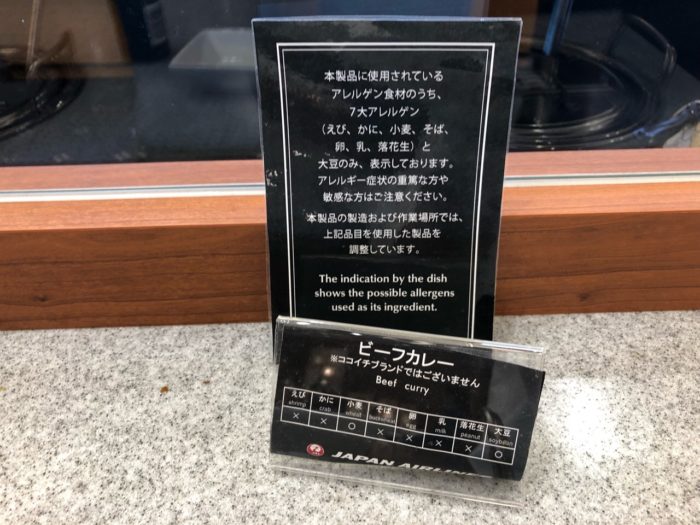 本製品に使用されている
アレルゲン食材のうち、
7大アレルゲン
（えび、かに、小麦、そば、
卵、乳、落花生）と
大豆のみ、表示しております。
アレルギー症状の重篤な方や
敏感な方はご注意ください。
本製品の製造および作業場所では、
上記品目を使用した製品を
調整しています。
The indication by the dish
shows the possible allergens
used as its ingredient.
ビーフカレー
※ココイチブランドではございません
Beef curry
えび かに 小麦 そば 卵 乳 落花生 大豆
shrimp crab wheat buckwheat egg milk peanut soybean
× × ○ × × × × ○
JAPAN AIRLIN